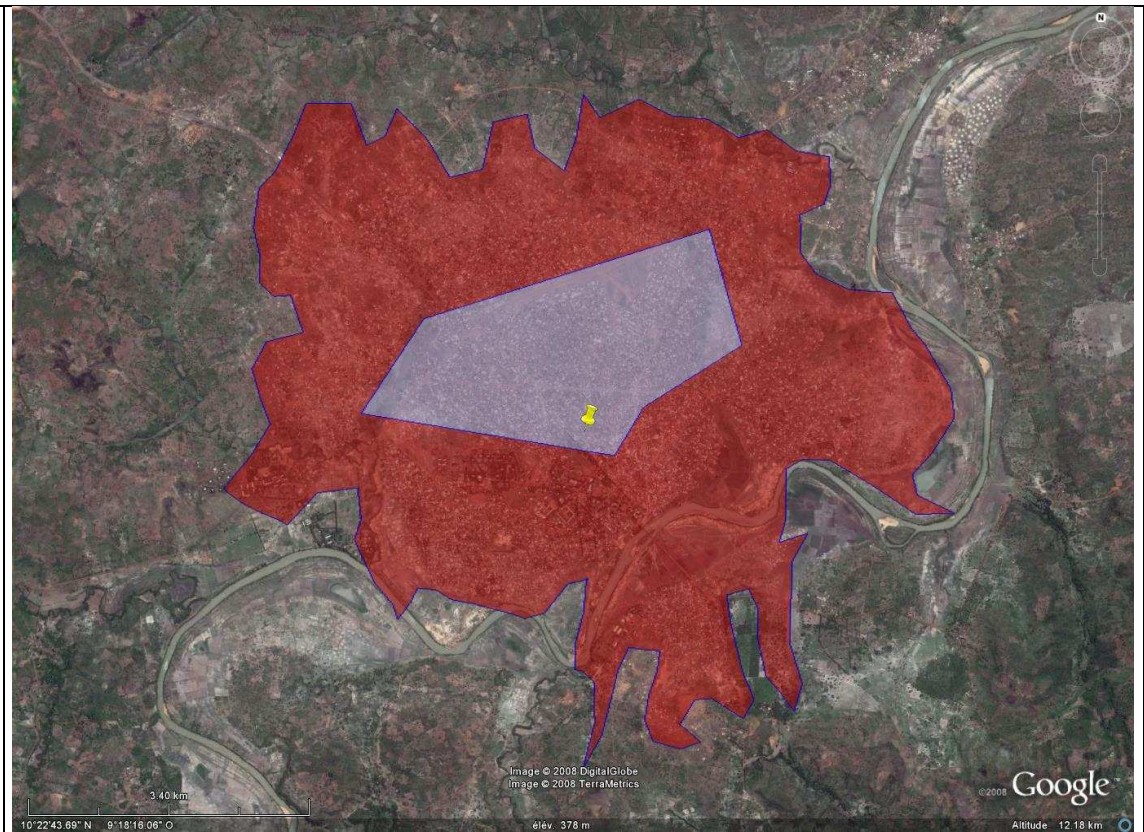 N
Image © 2008 DigitalGlobe
Image © 2008 TerraMetrics
©2008 Google™
3.40 km
10°22'43.69" N 9°18'16.06" O élév. 378 m Altitude 12.18 km